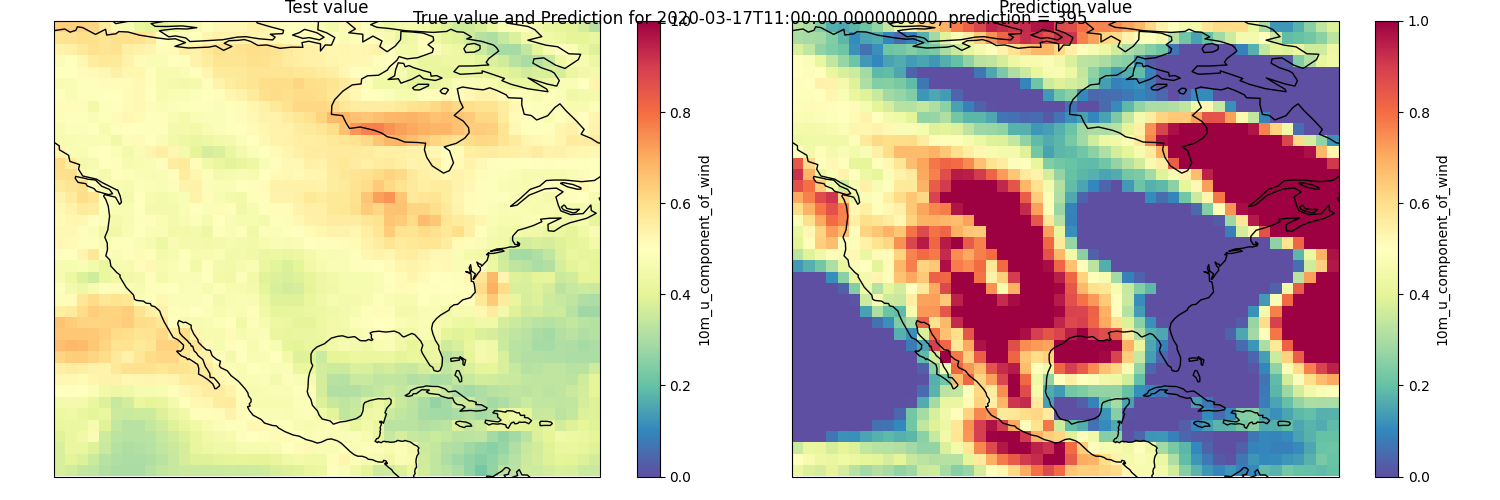 Test value
Prediction value
True value and Prediction for 2020-03-17T11:00:00.000000000, prediction = 395
1.0
0.8
0.6
0.4
0.2
0.0
10m_u_component_of_wind
1.0
0.8
0.6
0.4
0.2
0.0
10m_u_component_of_wind